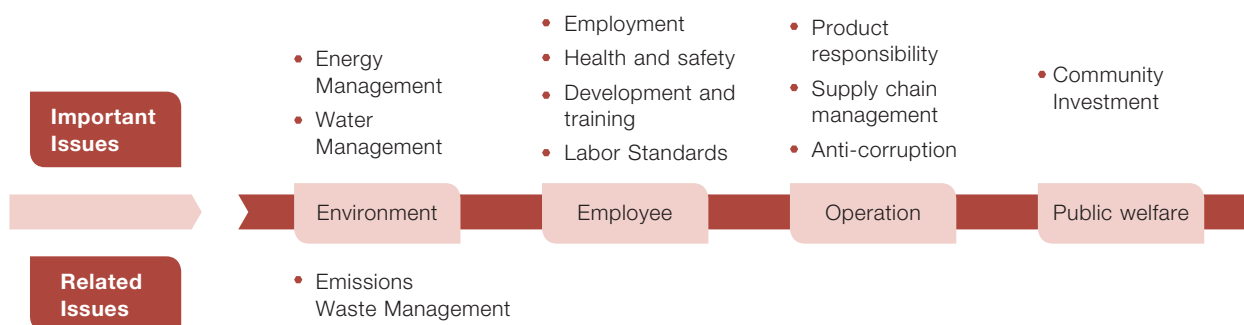 Important
Issues
Energy
Management
Water
Management
Employment
Health and safety
Development and
training
Labor Standards
Product
responsibility
Supply chain
management
Anti-corruption
Community
Investment
Environment
Employee
Operation
Public welfare
Related
Issues
Emissions
Waste Management